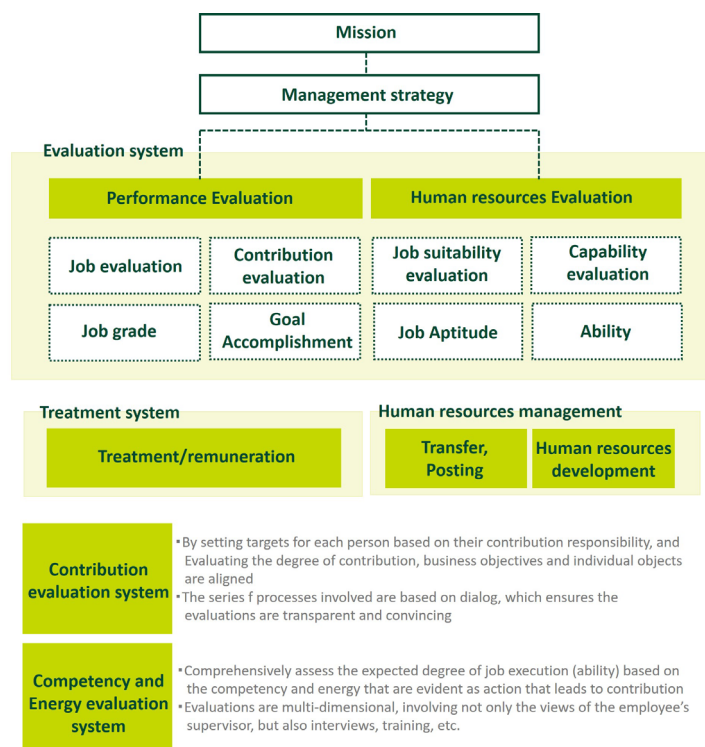 Mission
Management strategy
Evaluation system
Performance Evaluation
Human resources Evaluation
Job evaluation
Contribution
evaluation
Job suitability
evaluation
Capability
evaluation
Job grade
Goal
Accomplishment
Job Aptitude
Ability
Treatment system
Treatment/remuneration
Human resources management
Transfer,
Posting
Human resources
development
Contribution
evaluation system
▪By setting targets for each person based on their contribution responsibility, and
Evaluating the degree of contribution, business objectives and individual objects
are aligned
▪The series f processes involved are based on dialog, which ensures the
evaluations are transparent and convincing
Competency and
Energy evaluation
system
▪Comprehensively assess the expected degree of job execution (ability) based on
the competency and energy that are evident as action that leads to contribution
▪Evaluations are multi-dimensional, involving not only the views of the employee’s
supervisor, but also interviews, training, etc.